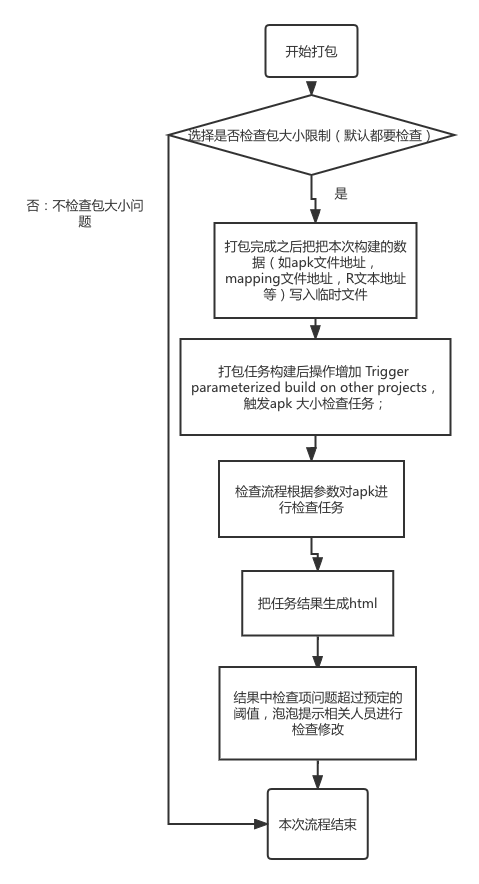 开始打包
选择是否检查包大小限制（默认都要检查）
是
否：不检查包大小问
题
打包完成之后把把本次构建的数
据（如apk文件地址，
mapping文件地址，R文本地址
等）写入临时文件
打包任务构建后操作增加 Trigger
parameterized build on other projects，
触发apk 大小检查任务；
检查流程根据参数对apk进
行检查任务
把任务结果生成html
结果中检查项问题超过预定的
阈值，泡泡提示相关人员进行
检查修改
本次流程结束